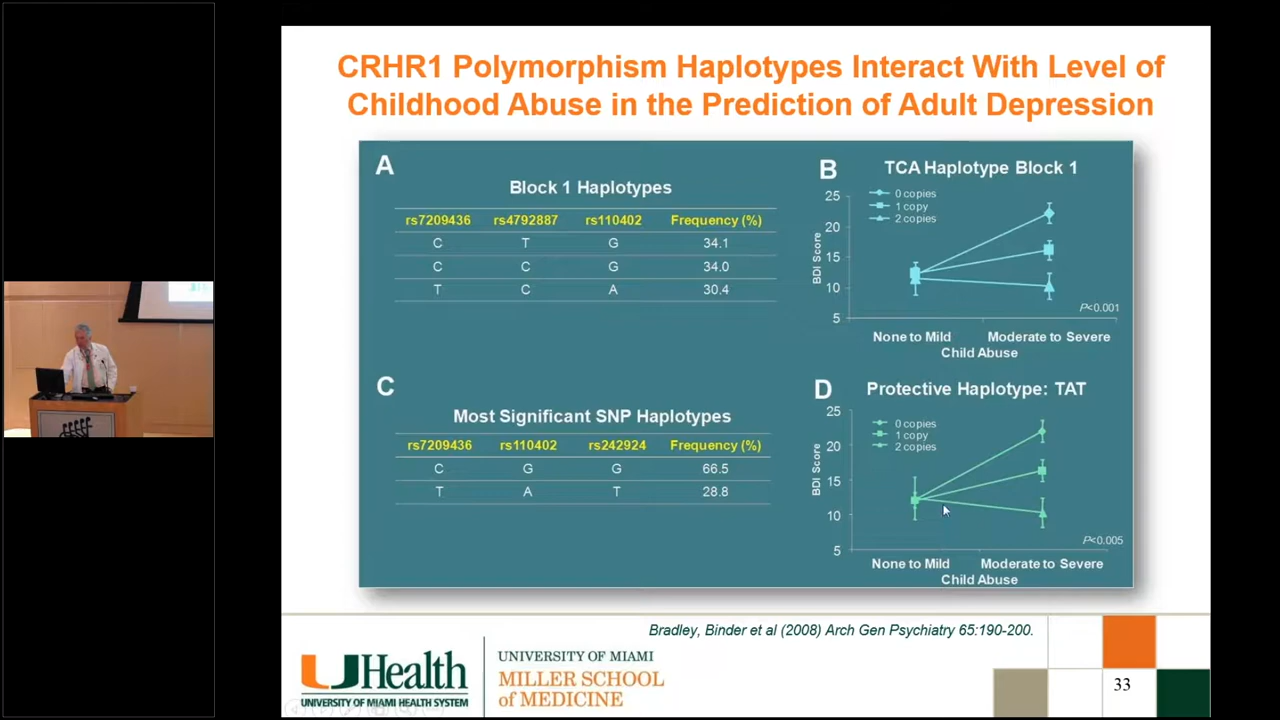 CRHR1 Polymorphism Haplotypes Interact With Level of
Childhood Abuse in the Prediction of Adult Depression
A
Block 1 Haplotypes
rs7209436 rs4792887 rs110402 Frequency (%)
C T G 34.1
C C G 34.0
T C A 30.4
B
TCA Haplotype Block 1
25
20
15
10
5
BDI Score
0 copies
1 copy
2 copies
P<0.001
None to Mild Moderate to Severe
Child Abuse
C
Most Significant SNP Haplotypes
rs7209436 rs110402 rs242924 Frequency (%)
C G G 66.5
T A T 28.8
D
Protective Haplotype: TAT
25
20
15
10
5
BDI Score
0 copies
1 copy
2 copies
P<0.005
None to Mild Moderate to Severe
Child Abuse
Bradley, Binder et al (2008) Arch Gen Psychiatry 65:190-200.
UHealth
UNIVERSITY OF MIAMI HEALTH SYSTEM
UNIVERSITY OF MIAMI
MILLER SCHOOL
of MEDICINE
33